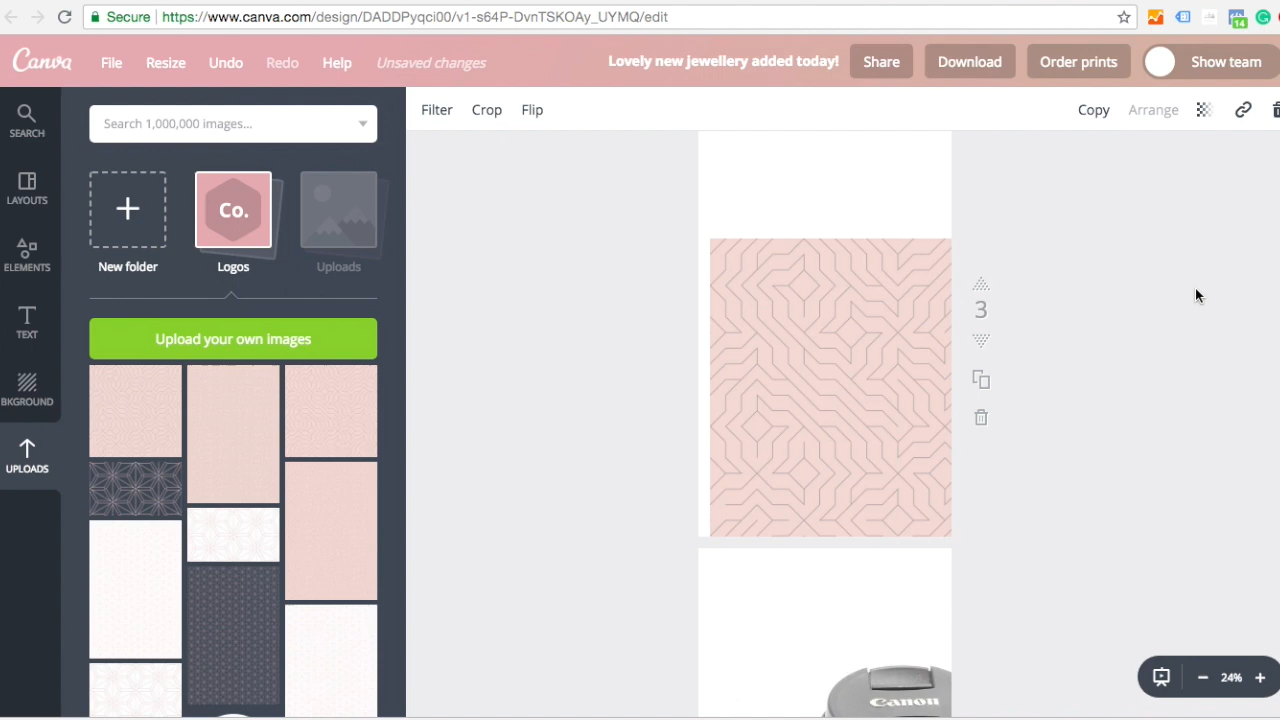 Secure https://www.canva.com/design/DADDPyqci00/v1-s64P-DvnTSKOAy_UYMQ/edit
14
Canva File Resize Undo Redo Help Unsaved changes Lovely new jewellery added today! Share Download Order prints Show team
SEARCH
LAYOUTS
ELEMENTS
TEXT
BKGROUND
UPLOADS
Search 1,000,000 images...
Co.
New folder Logos Uploads
Upload your own images
Filter Crop Flip Copy Arrange
3
Canon
24%